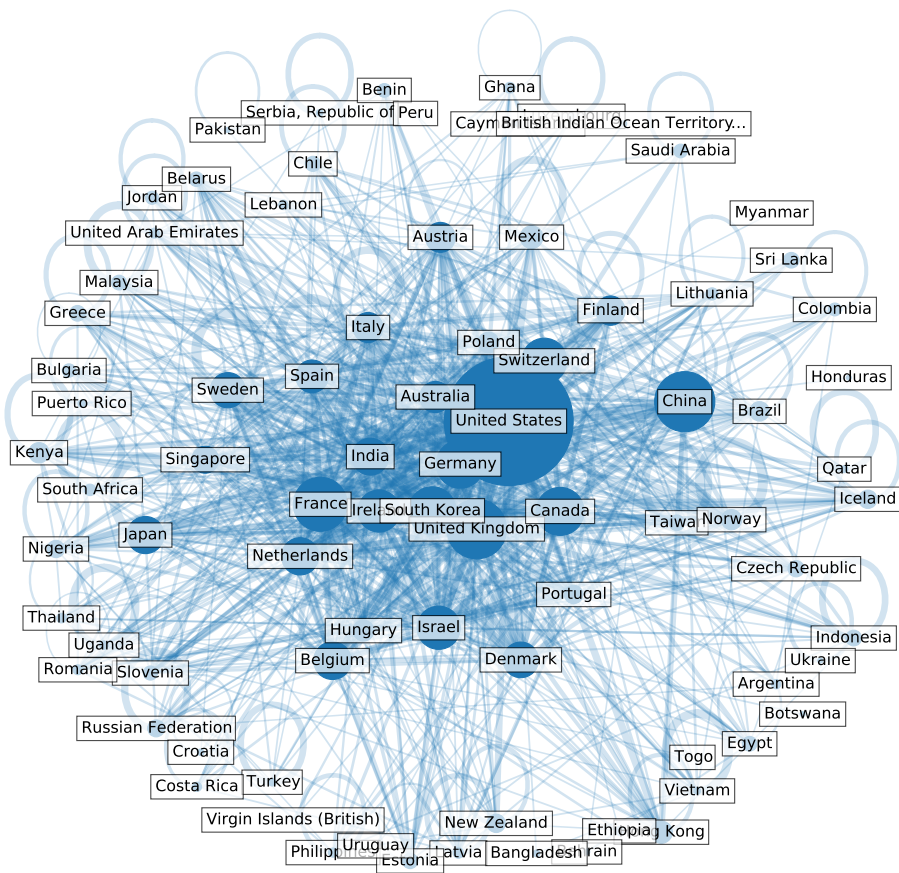 Ghana
Benin
Serbia, Republic of
Peru
British Indian Ocean Territory...
Pakistan
Saudi Arabia
Chile
Belarus
Jordan
Lebanon
Myanmar
United Arab Emirates
Austria
Mexico
Sri Lanka
Malaysia
Lithuania
Greece
Finland
Colombia
Italy
Poland
Switzerland
Bulgaria
Spain
Honduras
Sweden
Australia
Puerto Rico
China
Brazil
United States
Kenya
Singapore
India
Germany
Qatar
South Africa
Iceland
France
South Korea
Canada
United Kingdom
Norway
Japan
Nigeria
Netherlands
Czech Republic
Portugal
Thailand
Hungary
Israel
Indonesia
Uganda
Romania
Slovenia
Belgium
Denmark
Ukraine
Argentina
Botswana
Russian Federation
Croatia
Egypt
Togo
Costa Rica
Turkey
Vietnam
Virgin Islands (British)
New Zealand
Ethiopia
Kong
Uruguay
Estonia
Bangladesh